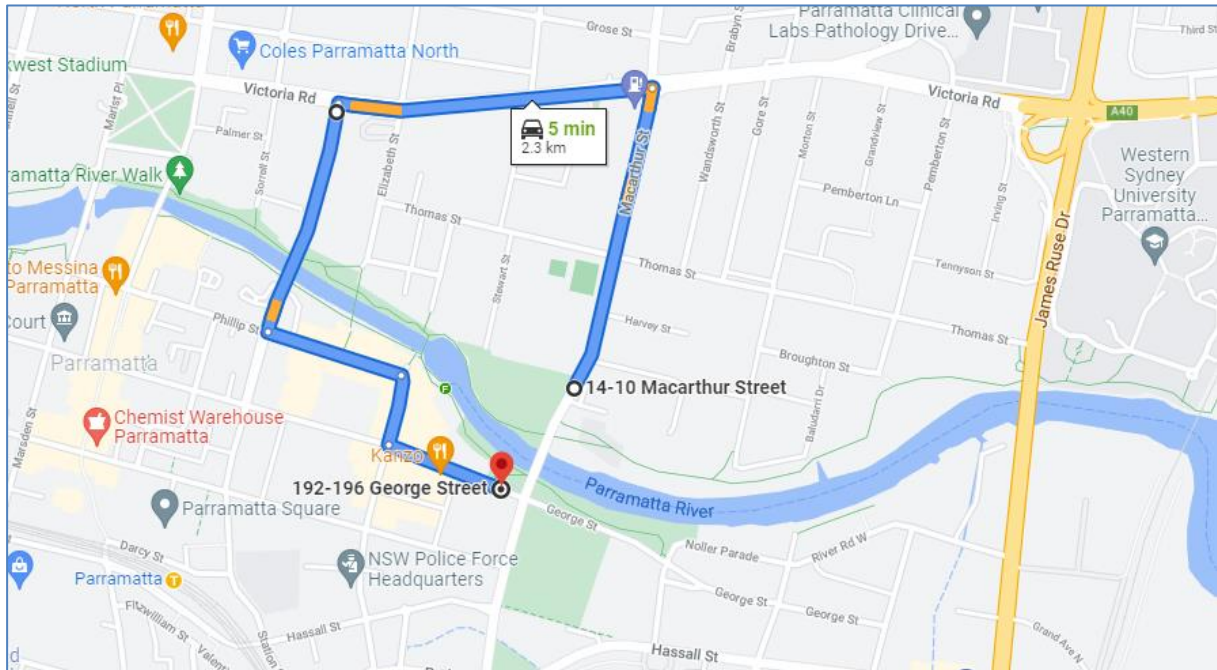 Grose St
Parramatta Clinical
Labs Pathology Drive...
Brabyn St
Third St
Coles Parramatta North
kwest Stadium
Victoria Rd
Victoria Rd
A40
5 min
2.3 km
Marist Pl
Palmer St
Sorrell St
Elizabeth St
Macarthur St
Wandsworth St
Gore St
Morton St
Grandview St
Pemberton St
Western
Sydney
University
Parramatta...
ramatta River Walk
Pemberton Ln
Irving St
Thomas St
Stewart St
Thomas St
Tennyson St
James Ruse Dr
to Messina
Parramatta
Court
Phillip St
Harvey St
Thomas St
Parramatta
Broughton St
14-10 Macarthur Street
Baludarri Dr
Chemist Warehouse
Parramatta
Marsden St
Kanzo
192-196 George Street
Parramatta River
Parramatta Square
George St
Noller Parade
River Rd W
Darcy St
NSW Police Force
Headquarters
Parramatta
T
Fitzwilliam St
Hassall St
Station St
George St
George St
Grand Ave N
Hassall St